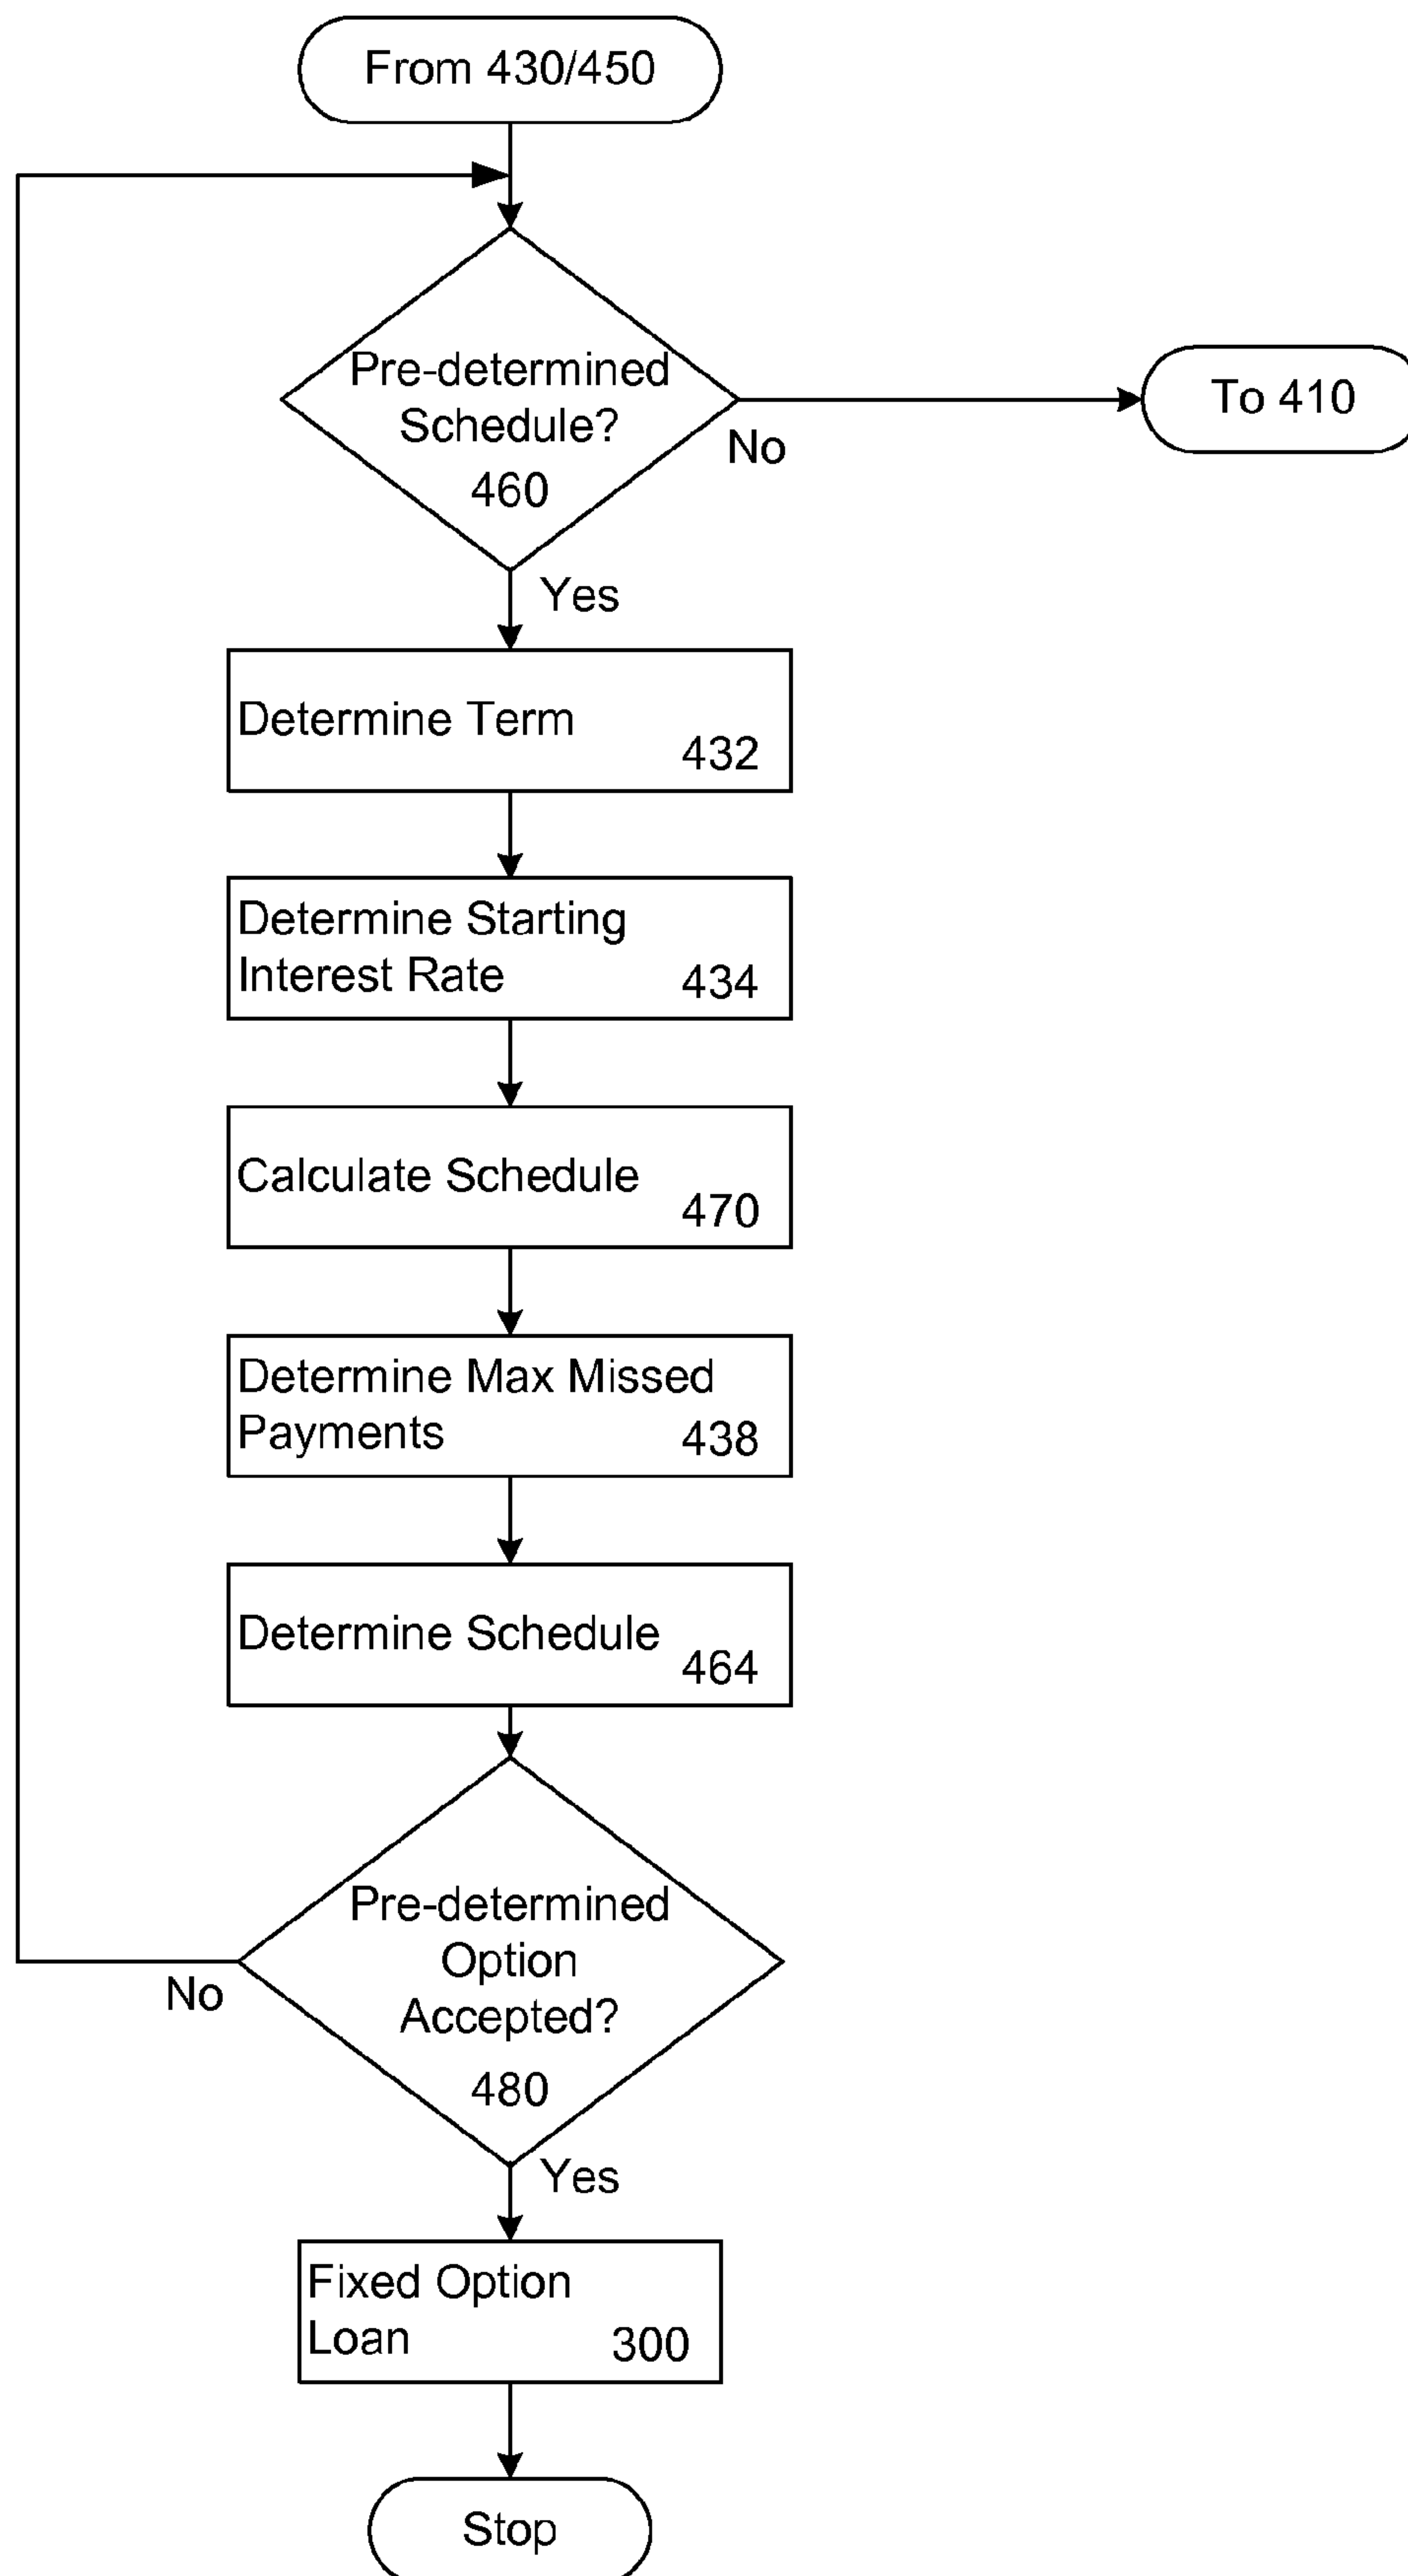 From 430/450
Pre-determined
Schedule?
460
No
To 410
Yes
Determine Term
432
Determine Starting
Interest Rate 434
Calculate Schedule
470
Determine Max Missed
Payments 438
Determine Schedule
464
Pre-determined
Option
Accepted?
480
No
Yes
Fixed Option
Loan 300
Stop